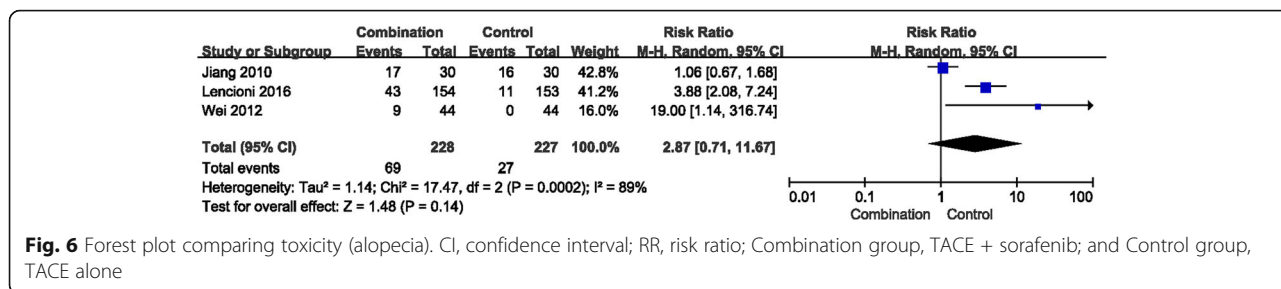 Combination Control Risk Ratio Risk Ratio
Study or Subgroup Events Total Events Total Weight M-H. Random. 95% CI M-H. Random. 95% CI
Jiang 2010 17 30 16 30 42.8% 1.06 [0.67, 1.68]
Lencioni 2016 43 154 11 153 41.2% 3.88 [2.08, 7.24]
Wei 2012 9 44 0 44 16.0% 19.00 [1.14, 316.74]
Total (95% CI) 228 227 100.0% 2.87 [0.71, 11.67]
Total events 69 27
Heterogeneity: Tau² = 1.14; Chi² = 17.47, df = 2 (P = 0.0002); I² = 89%
Test for overall effect: Z = 1.48 (P = 0.14)
0.01 0.1 1 10 100
Combination Control
Fig. 6 Forest plot comparing toxicity (alopecia). CI, confidence interval; RR, risk ratio; Combination group, TACE + sorafenib; and Control group,
TACE alone